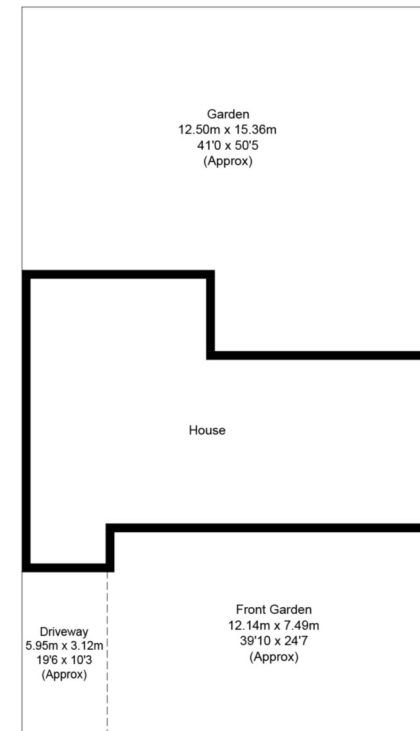 Garden
12.50m x 15.36m
41'0 x 50'5
(Approx)
House
Driveway
5.95m x 3.12m
19'6 x 10'3
(Approx)
Front Garden
12.14m x 7.49m
39'10 x 24'7
(Approx)